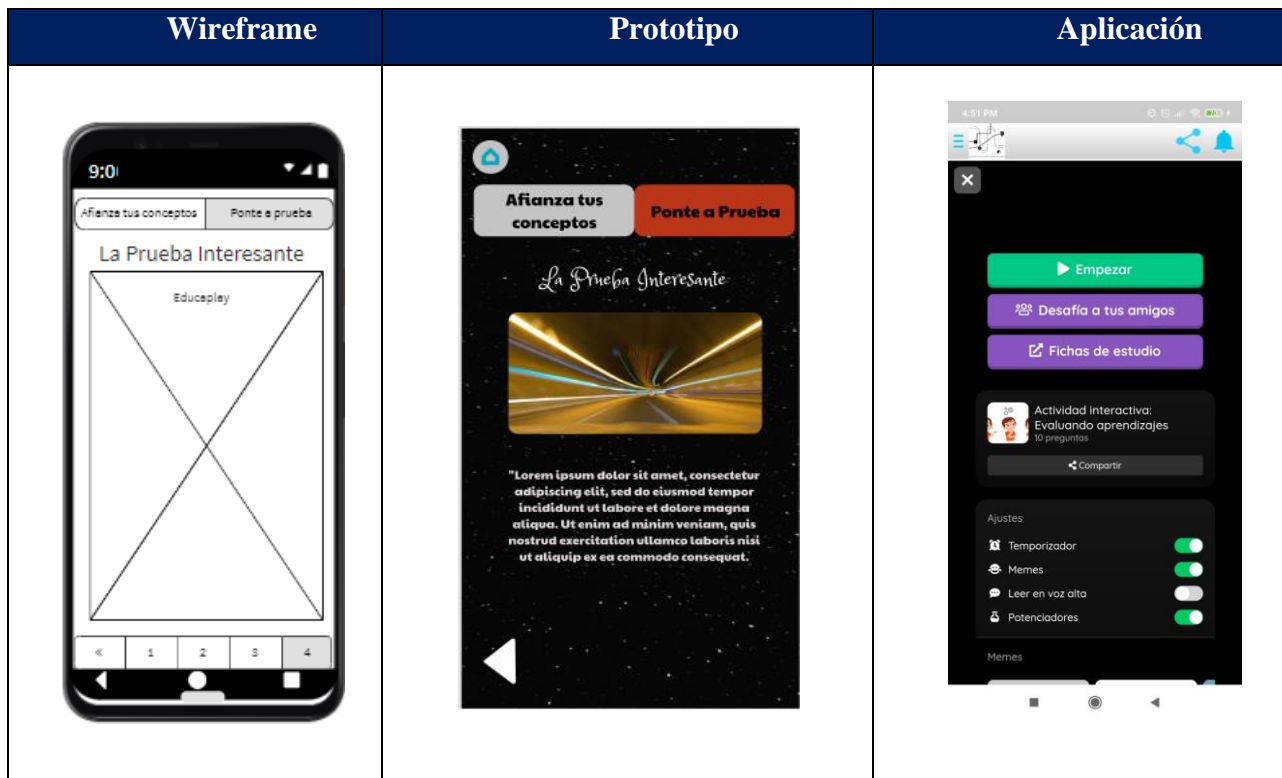 Wireframe
Prototipo
Aplicación
9:0
Afianza tus conceptos
Ponte a prueba
La Prueba Interesante
Educaplay
«
1
2
3
4
Afianza tus
conceptos
Ponte a Prueba
La Prueba Interesante
"Lorem ipsum dolor sit amet, consectetur
adipiscing elit, sed do eiusmod tempor
incididunt ut labore et dolore magna
aliqua. Ut enim ad minim veniam, quis
nostrud exercitation ullamco laboris nisi
ut aliquip ex ea commodo consequat.
4:51 PM
Empezar
Desafía a tus amigos
Fichas de estudio
Actividad interactiva:
Evaluando aprendizajes
10 preguntas
Compartir
Ajustes
Temporizador
Memes
Leer en voz alta
Potenciadores
Memes